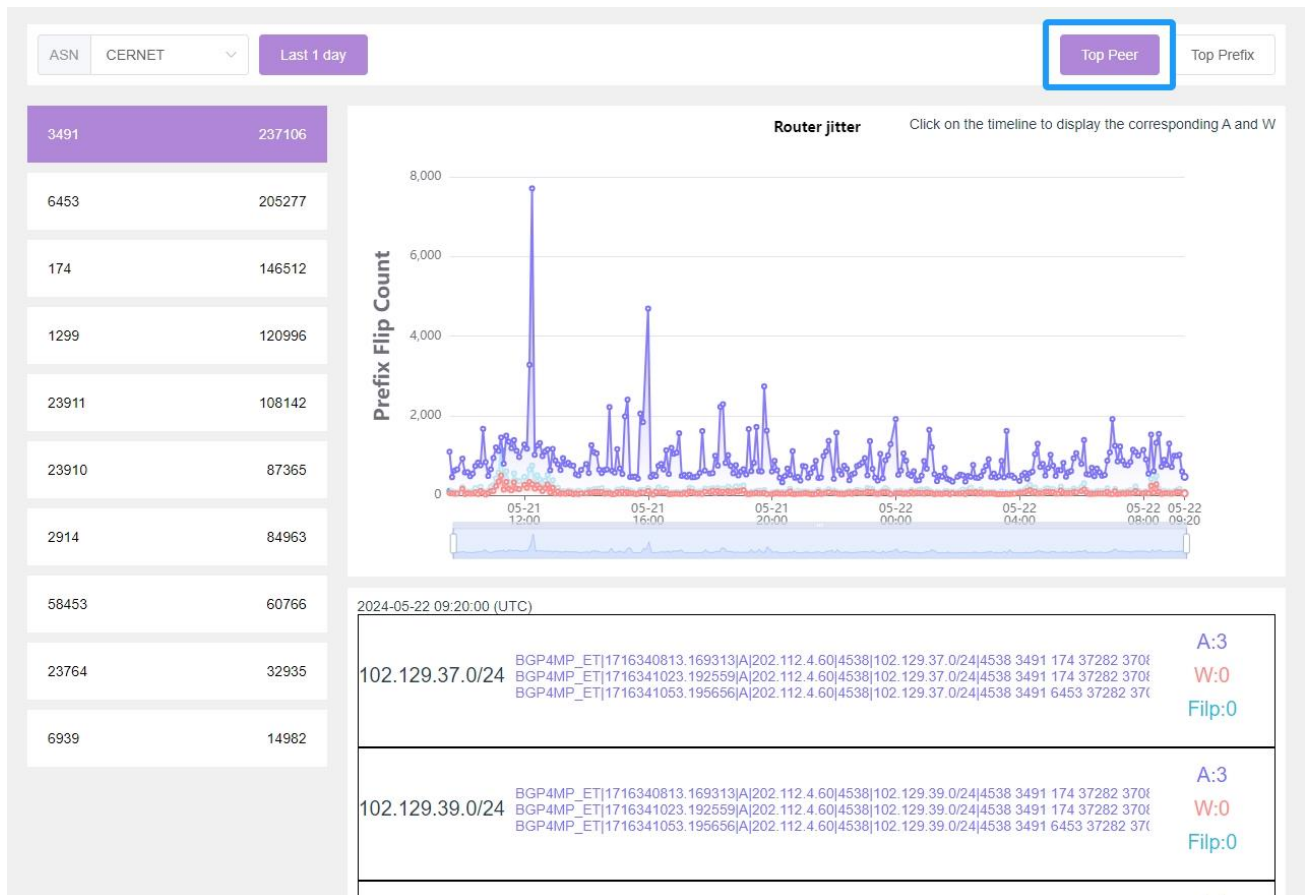 ASN CERNET Last 1 day Top Peer Top Prefix
3491 237106
6453 205277
174 146512
1299 120996
23911 108142
23910 87365
2914 84963
58453 60766
23764 32935
6939 14982
Router jitter Click on the timeline to display the corresponding A and W
Prefix Flip Count
8,000
6,000
4,000
2,000
0
05-21 05-21 05-21 05-22 05-22 05-22 05-22
12:00 16:00 20:00 00:00 04:00 08:00 09:20
2024-05-22 09:20:00 (UTC)
102.129.37.0/24
BGP4MP_ET|1716340813.169313|A|202.112.4.60|4538|102.129.37.0/24|4538 3491 174 37282 3708
BGP4MP_ET|1716341023.192559|A|202.112.4.60|4538|102.129.37.0/24|4538 3491 174 37282 3708
BGP4MP_ET|1716341053.195656|A|202.112.4.60|4538|102.129.37.0/24|4538 3491 6453 37282 370
A:3
W:0
Filp:0
102.129.39.0/24
BGP4MP_ET|1716340813.169313|A|202.112.4.60|4538|102.129.39.0/24|4538 3491 174 37282 3708
BGP4MP_ET|1716341023.192559|A|202.112.4.60|4538|102.129.39.0/24|4538 3491 174 37282 3708
BGP4MP_ET|1716341053.195656|A|202.112.4.60|4538|102.129.39.0/24|4538 3491 6453 37282 370
A:3
W:0
Filp:0